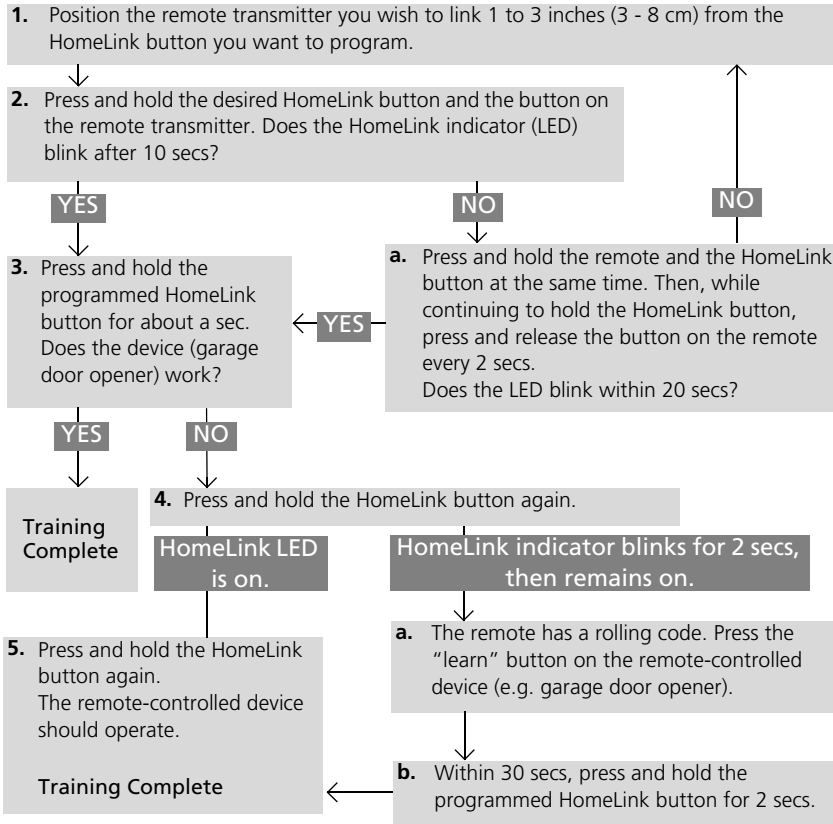 1. Position the remote transmitter you wish to link 1 to 3 inches (3 - 8 cm) from the
HomeLink button you want to program.
2. Press and hold the desired HomeLink button and the button on
the remote transmitter. Does the HomeLink indicator (LED)
blink after 10 secs?
YES
NO
NO
3. Press and hold the
programmed HomeLink
button for about a sec.
Does the device (garage
door opener) work?
YES
a. Press and hold the remote and the HomeLink
button at the same time. Then, while
continuing to hold the HomeLink button,
press and release the button on the remote
every 2 secs.
Does the LED blink within 20 secs?
YES
NO
Training
Complete
4. Press and hold the HomeLink button again.
HomeLink LED
is on.
HomeLink indicator blinks for 2 secs,
then remains on.
5. Press and hold the HomeLink
button again.
The remote-controlled device
should operate.
Training Complete
a. The remote has a rolling code. Press the
“learn” button on the remote-controlled
device (e.g. garage door opener).
b. Within 30 secs, press and hold the
programmed HomeLink button for 2 secs.